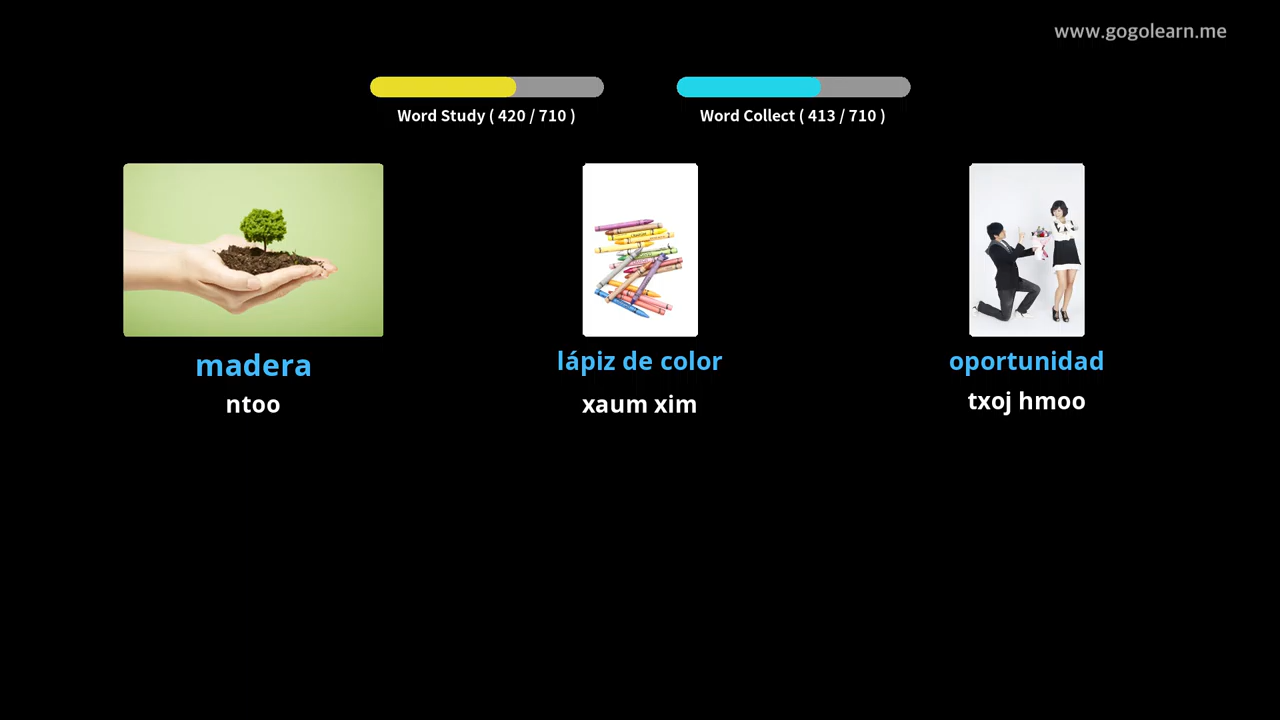 www.gogolearn.me
Word Study ( 420 / 710 )
Word Collect ( 413 / 710 )
madera
ntoo
lápiz de color
xaum xim
oportunidad
txoj hmoo